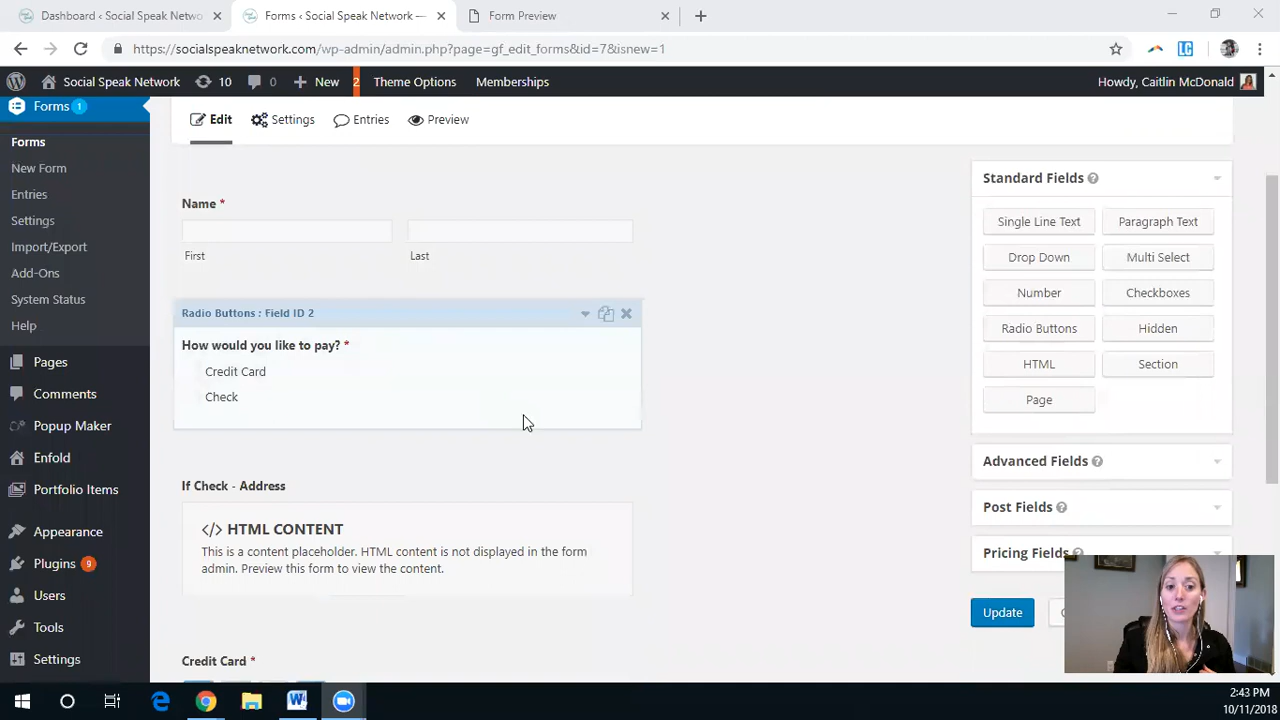 Dashboard ‹ Social Speak Netwo
Forms ‹ Social Speak Network —
Form Preview
https://socialspeaknetwork.com/wp-admin/admin.php?page=gf_edit_forms&id=7&isnew=1
Social Speak Network
10
0
New
2
Theme Options
Memberships
Howdy, Caitlin McDonald
Forms 1
Forms
New Form
Entries
Settings
Import/Export
Add-Ons
System Status
Help
Pages
Comments
Popup Maker
Enfold
Portfolio Items
Appearance
Plugins 9
Users
Tools
Settings
Edit
Settings
Entries
Preview
Name *
First
Last
Radio Buttons : Field ID 2
How would you like to pay? *
Credit Card
Check
If Check - Address
</> HTML CONTENT
This is a content placeholder. HTML content is not displayed in the form
admin. Preview this form to view the content.
Credit Card *
Standard Fields
Single Line Text
Paragraph Text
Drop Down
Multi Select
Number
Checkboxes
Radio Buttons
Hidden
HTML
Section
Page
Advanced Fields
Post Fields
Pricing Fields
Update
2:43 PM
10/11/2018